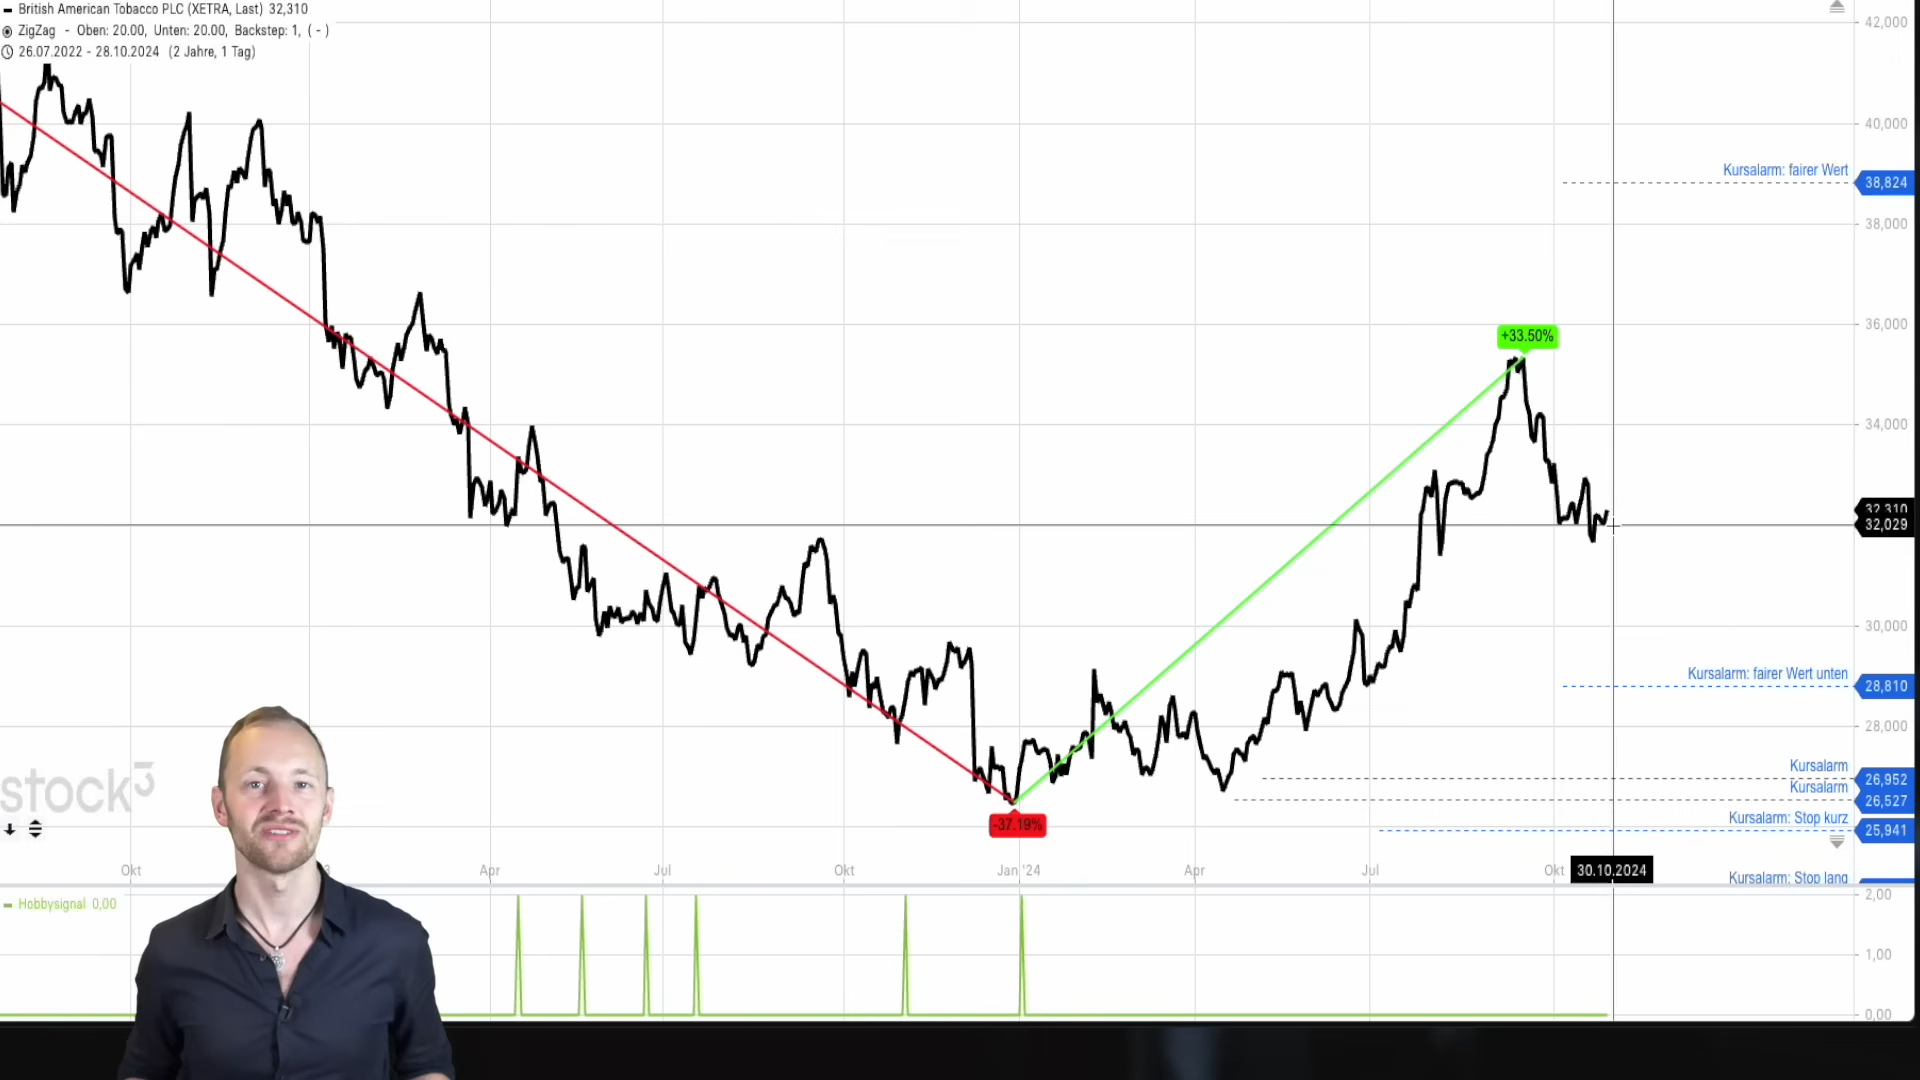 British American Tobacco PLC (XETRA, Last) 32,310
ZigZag - Oben: 20.00, Unten: 20.00, Backstep: 1, ( - )
26.07.2022 - 28.10.2024 (2 Jahre, 1 Tag)
42,000
40,000
Kursalarm: fairer Wert
38,824
38,000
+33.50%
36,000
34,000
32,310
32,029
30,000
Kursalarm: fairer Wert unten
28,810
28,000
Kursalarm
26,952
Kursalarm
26,527
Kursalarm: Stop kurz
25,941
-37.19%
stock3
Okt
3
Apr
Jul
Okt
Jan '24
Apr
Jul
Okt
30.10.2024
Kursalarm: Stop lang
Hobbysignal 0,00
2,00
1,00
0,00